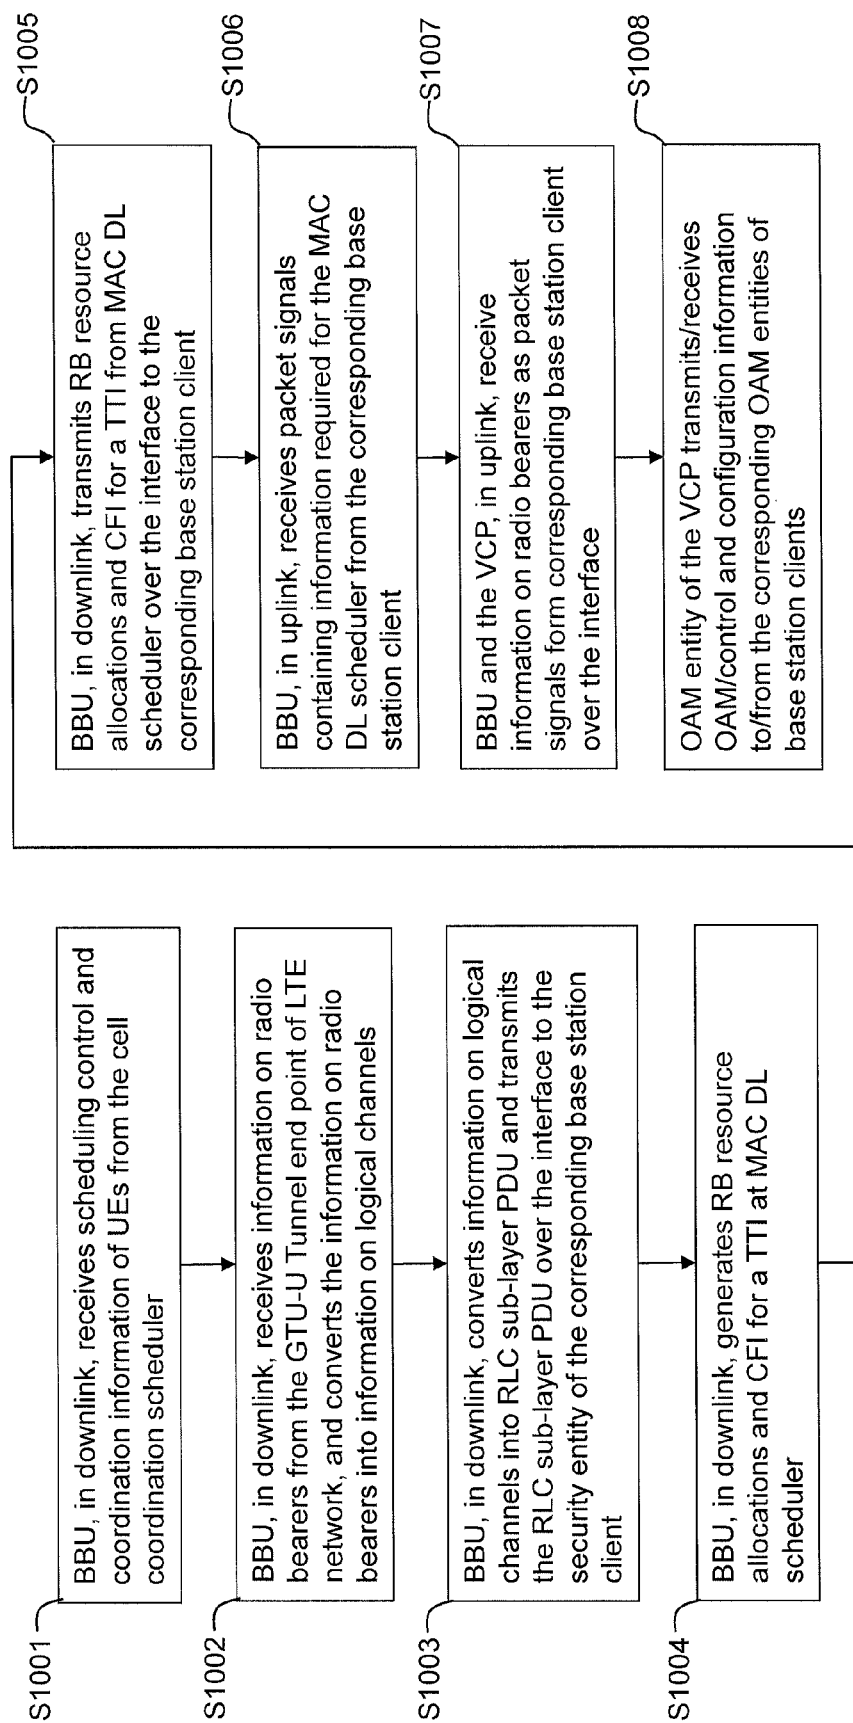 S1001
BBU, in downlink, receives scheduling control and
coordination information of UEs from the cell
coordination scheduler
S1002
BBU, in downlink, receives information on radio
bearers from the GTU-U Tunnel end point of LTE
network, and converts the information on radio
bearers into information on logical channels
S1003
BBU, in downlink, converts information on logical
channels into RLC sub-layer PDU and transmits
the RLC sub-layer PDU over the interface to the
security entity of the corresponding base station
client
S1004
BBU, in downlink, generates RB resource
allocations and CFI for a TTI at MAC DL
scheduler
S1005
BBU, in downlink, transmits RB resource
allocations and CFI for a TTI from MAC DL
scheduler over the interface to the
corresponding base station client
S1006
BBU, in uplink, receives packet signals
containing information required for the MAC
DL scheduler from the corresponding base
station client
S1007
BBU and the VCP, in uplink, receive
information on radio bearers as packet
signals form corresponding base station client
over the interface
S1008
OAM entity of the VCP transmits/receives
OAM/control and configuration information
to/from the corresponding OAM entities of
base station clients